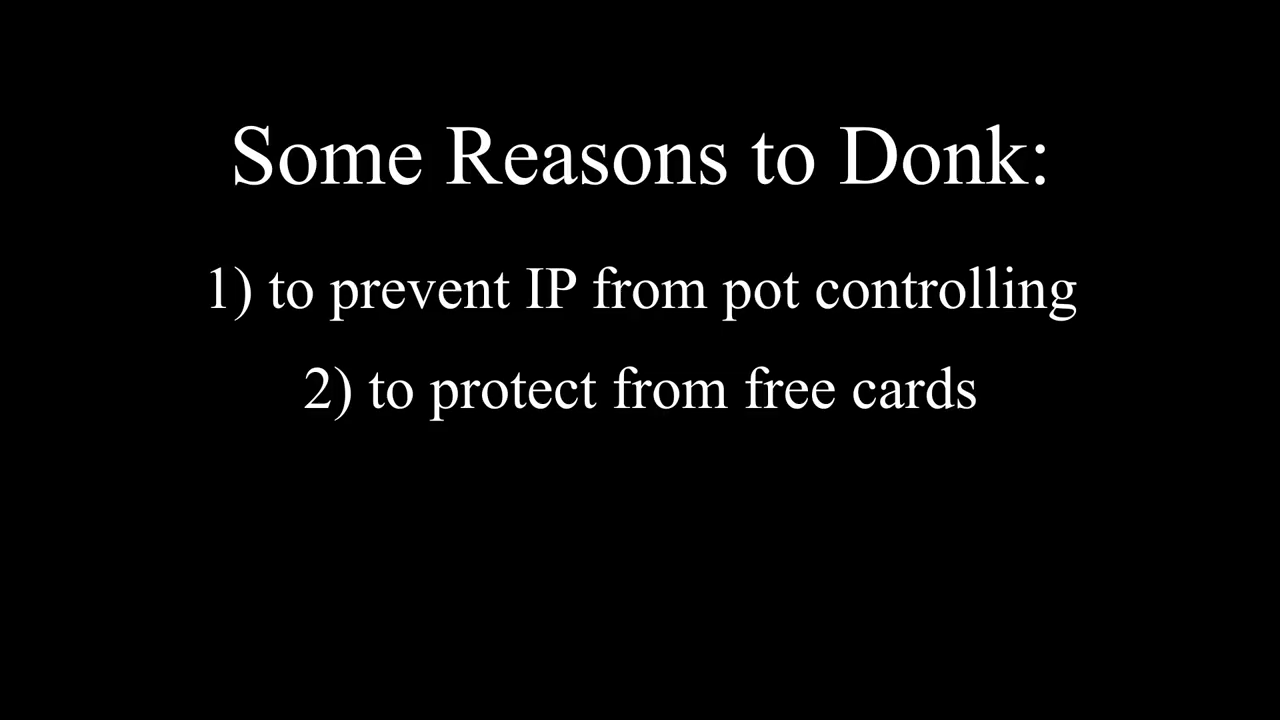 Some Reasons to Donk:
1) to prevent IP from pot controlling
2) to protect from free cards